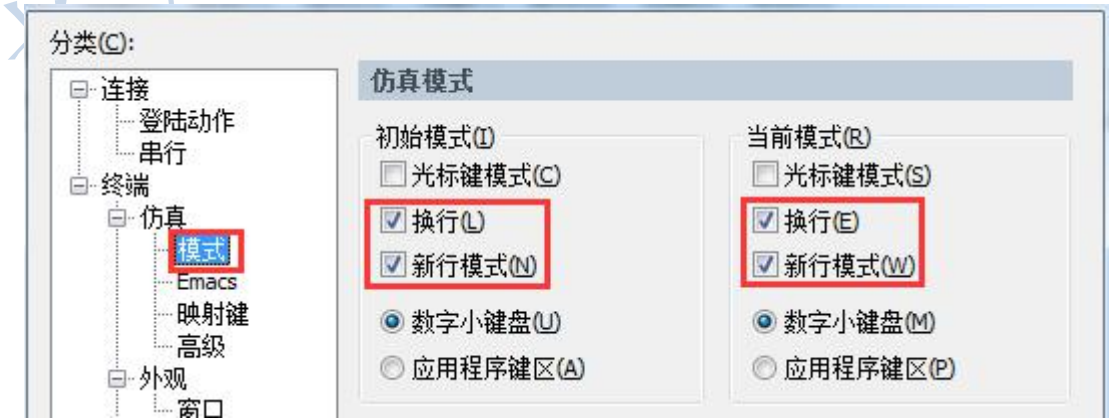 分类(C):
连接
登陆动作
串行
终端
仿真
模式
Emacs
映射键
高级
外观
窗口
仿真模式
初始模式(I)
光标键模式(C)
换行(L)
新行模式(N)
数字小键盘(U)
应用程序键区(A)
当前模式(R)
光标键模式(S)
换行(E)
新行模式(W)
数字小键盘(M)
应用程序键区(P)